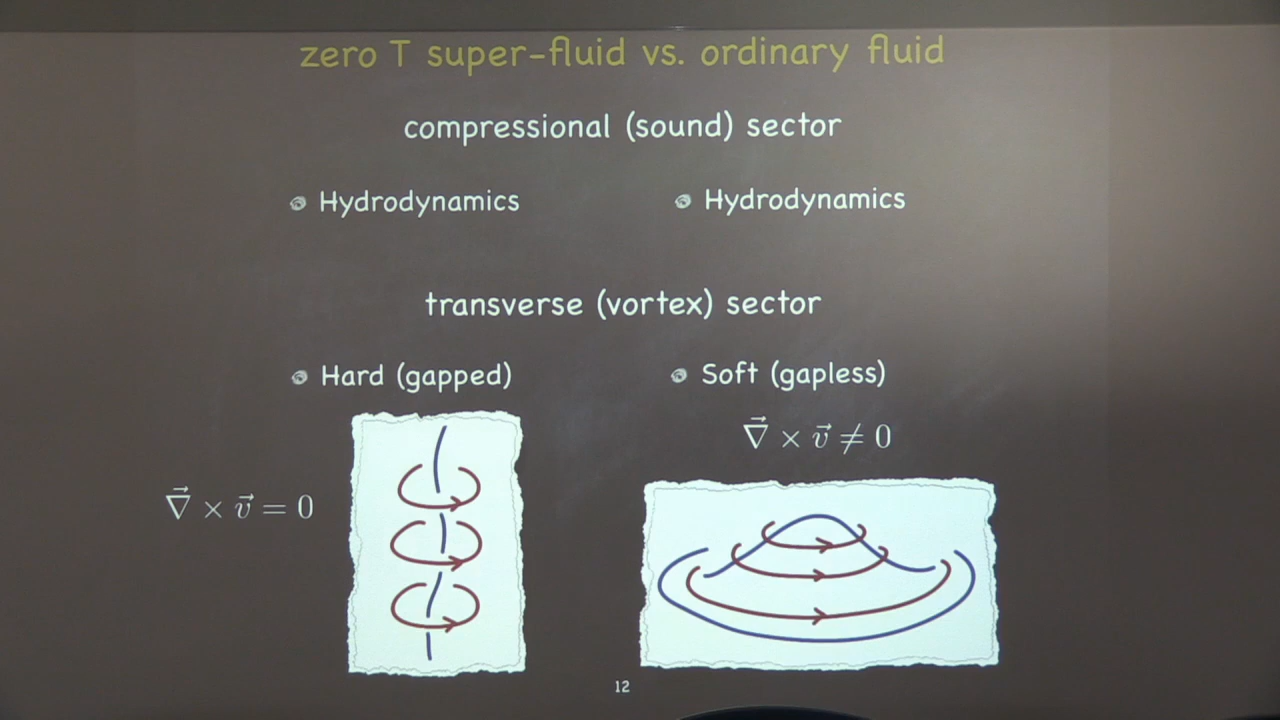 zero T super-fluid vs. ordinary fluid
compressional (sound) sector
Hydrodynamics
Hydrodynamics
transverse (vortex) sector
Hard (gapped)
Soft (gapless)
∇⃗ × v⃗ ≠ 0
∇⃗ × v⃗ = 0
12